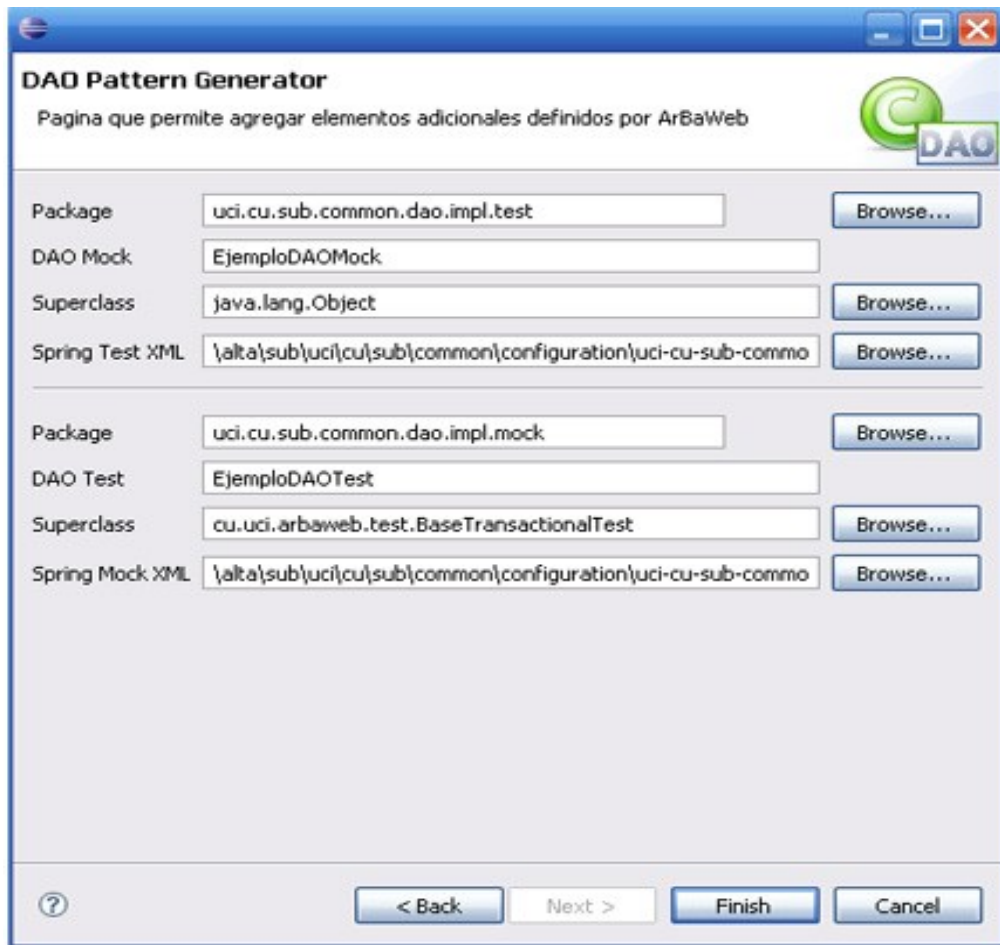 DAO Pattern Generator
Pagina que permite agregar elementos adicionales definidos por ArBaWeb
C
DAO
Package uci.cu.sub.common.dao.impl.test Browse...
DAO Mock EjemploDAOMock
Superclass java.lang.Object Browse...
Spring Test XML \alta\sub\uci\cu\sub\common\configuration\uci-cu-sub-commo Browse...
Package uci.cu.sub.common.dao.impl.mock Browse...
DAO Test EjemploDAOTest
Superclass cu.uci.arbaweb.test.BaseTransactionalTest Browse...
Spring Mock XML \alta\sub\uci\cu\sub\common\configuration\uci-cu-sub-commo Browse...
? < Back Next > Finish Cancel